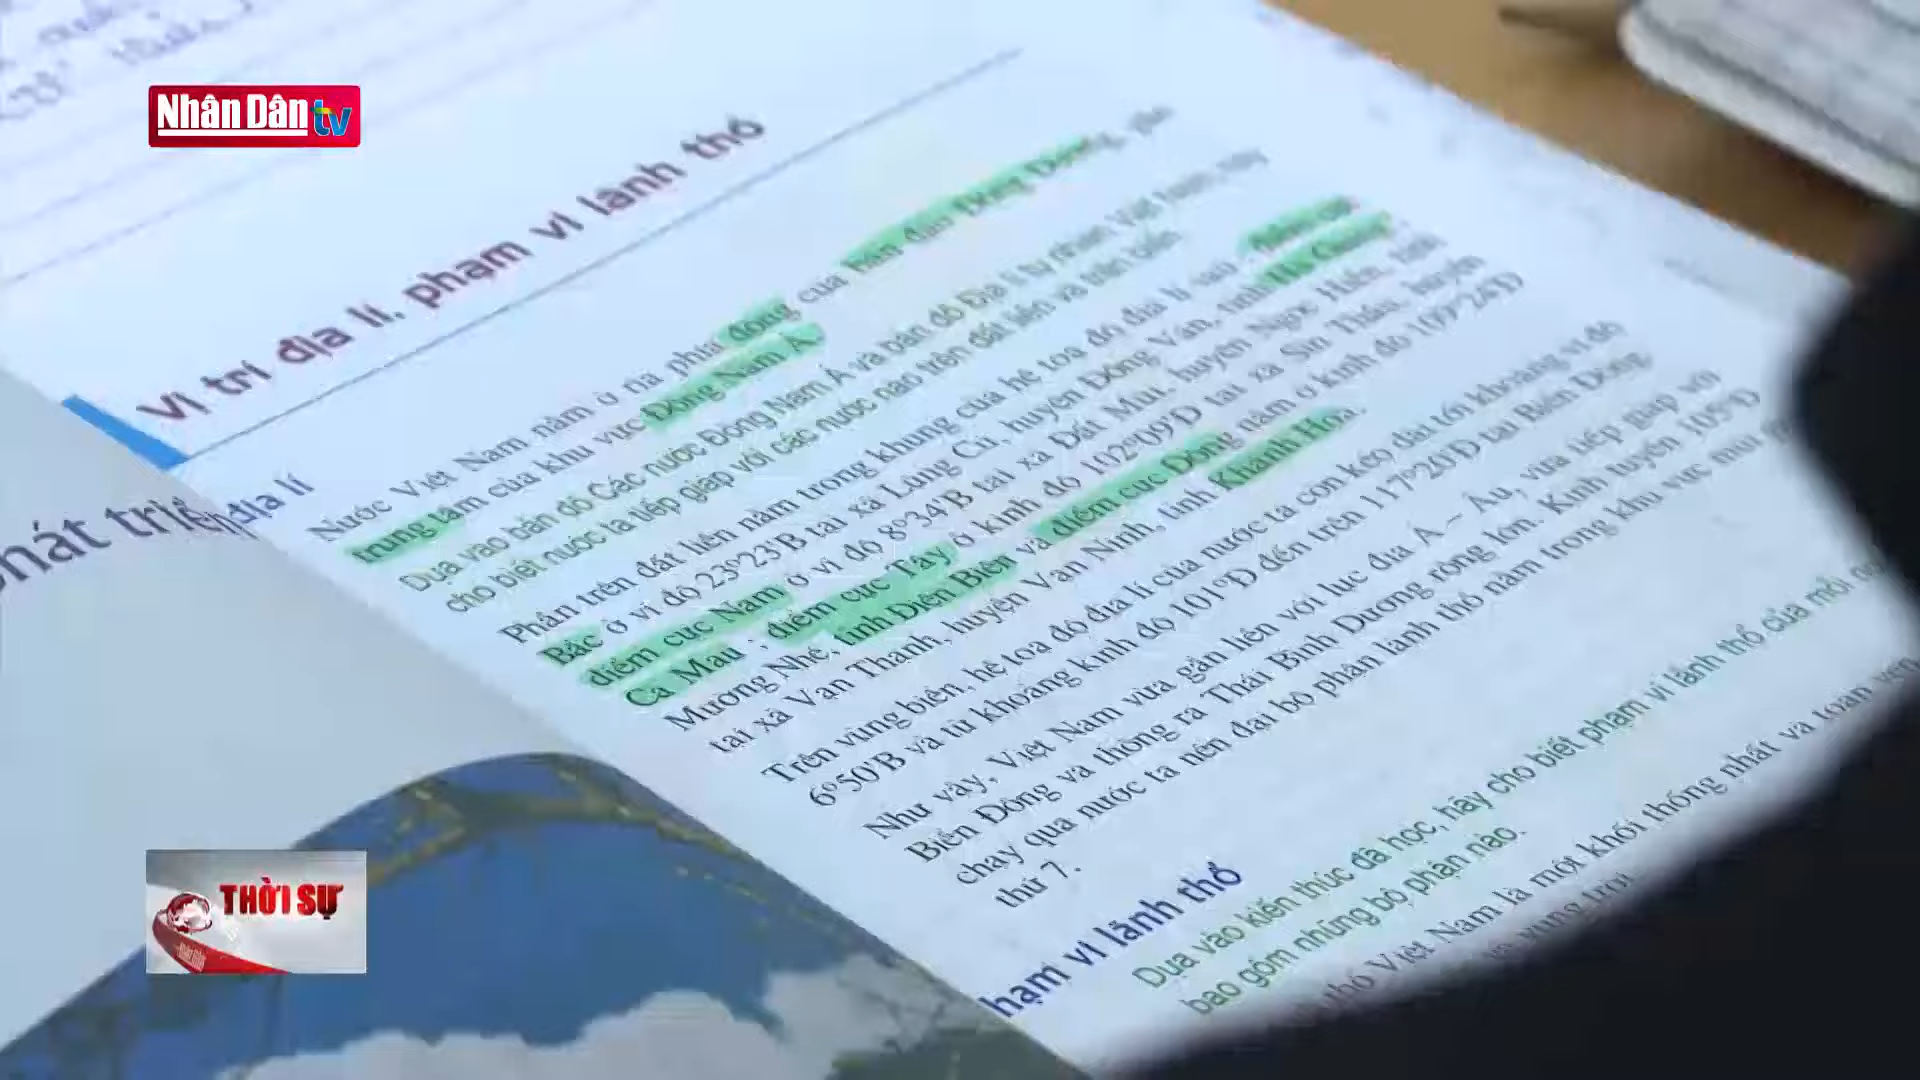 Nhân Dân tv
Vị trí địa lí, phạm vi lãnh thổ
phát triển
địa lí
Nước Việt Nam nằm ở rìa phía đông của bán đảo Đông Dương, gần
trung tâm của khu vực Đông Nam Á.
Dựa vào bản đồ Các nước Đông Nam Á và bản đồ Địa lí tự nhiên Việt Nam, hãy
cho biết nước ta tiếp giáp với các nước nào trên đất liền và trên biển.
Phần trên đất liền nằm trong khung của hệ tọa độ địa lí sau: điểm cực
Bắc ở vĩ độ 23°23'B tại xã Lũng Cú, huyện Đồng Văn, tỉnh Hà Giang;
điểm cực Nam ở vĩ độ 8°34'B tại xã Đất Mũi, huyện Ngọc Hiển, tỉnh
Cà Mau; điểm cực Tây ở kinh độ 102°09'Đ tại xã Sín Thầu, huyện
Mường Nhé, tỉnh Điện Biên và điểm cực Đông nằm ở kinh độ 109°24'Đ
tại xã Vạn Thạnh, huyện Vạn Ninh, tỉnh Khánh Hòa.
Trên vùng biển, hệ tọa độ địa lí của nước ta còn kéo dài tới khoảng vĩ độ
6°50'B và từ khoảng kinh độ 101°Đ đến trên 117°20'Đ tại Biển Đông.
Như vậy, Việt Nam vừa gắn liền với lục địa Á – Âu, vừa tiếp giáp với
Biển Đông và thông ra Thái Bình Dương rộng lớn. Kinh tuyến 105°Đ
chạy qua nước ta nên đại bộ phận lãnh thổ nằm trong khu vực múi
thứ 7.
hạm vi lãnh thổ
Dựa vào kiến thức đã học, hãy cho biết phạm vi lãnh thổ của mỗi
bao gồm những bộ phận nào.
thổ Việt Nam là một khối thống nhất và toàn vẹn
vùng trời
THỜI SỰ